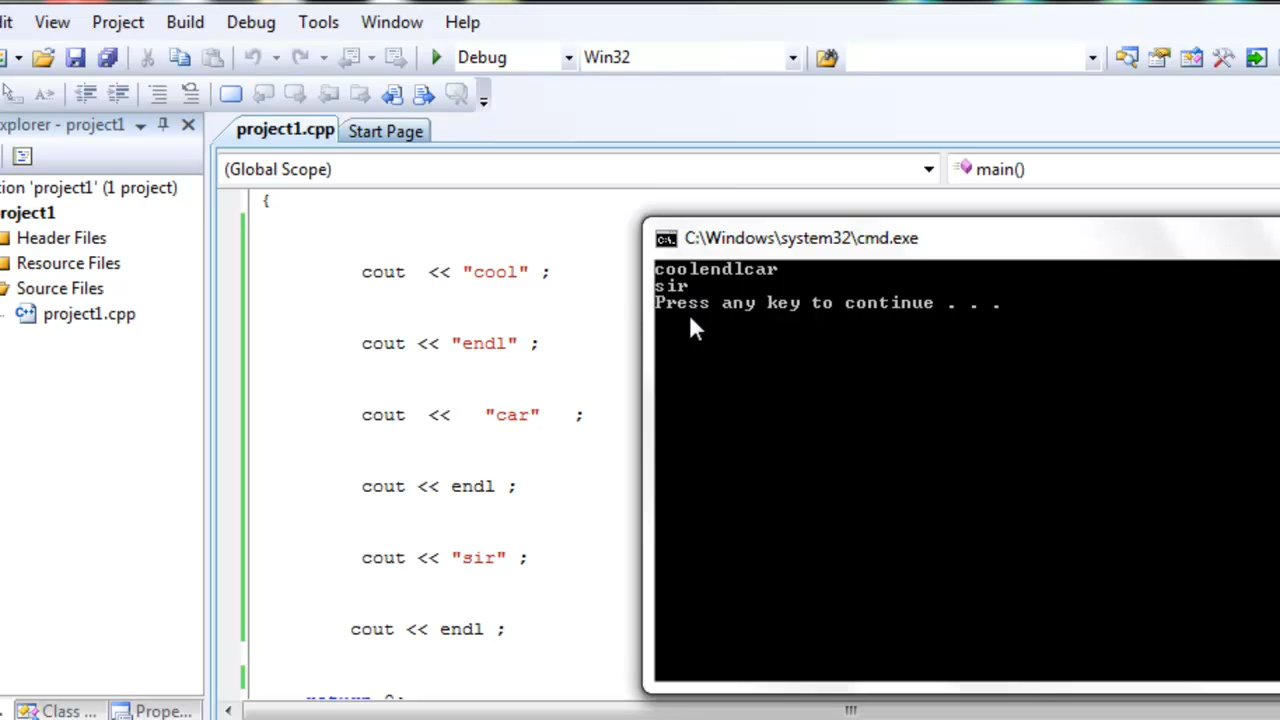 dit View Project Build Debug Tools Window Help
Debug Win32
xplorer - project1
project1.cpp Start Page
(Global Scope) main()
tion 'project1' (1 project)
roject1
Header Files
Resource Files
Source Files
project1.cpp
{
cout << "cool" ;
cout << "endl" ;
cout << "car" ;
cout << endl ;
cout << "sir" ;
cout << endl ;
C:\Windows\system32\cmd.exe
coolendlcar
sir
Press any key to continue . . .
Class ... Prope...